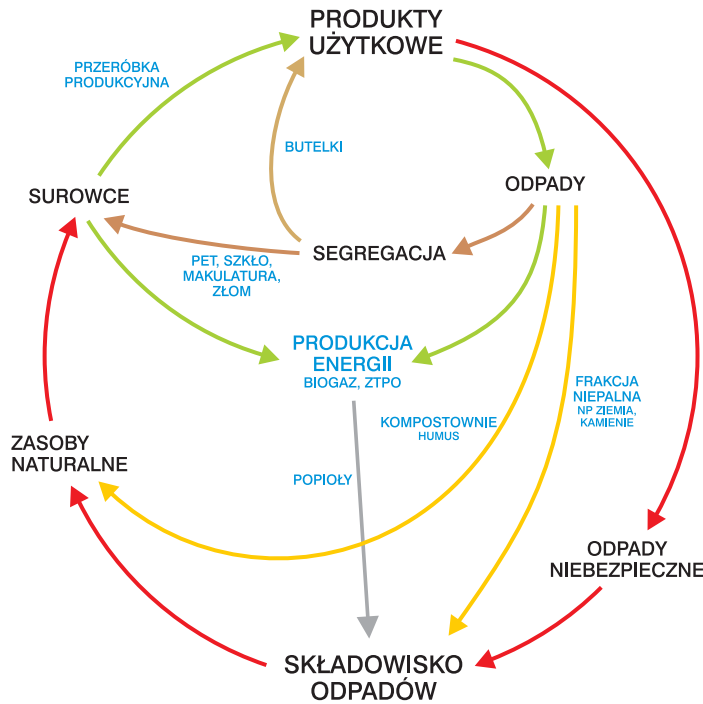 PRODUKTY
UŻYTKOWE
PRZERÓBKA
PRODUKCYJNA
BUTELKI
SUROWCE
ODPADY
SEGREGACJA
PET, SZKŁO,
MAKULATURA,
ZŁOM
PRODUKCJA
ENERGII
BIOGAZ, ZTPO
FRAKCJA
NIEPALNA
NP ZIEMIA,
KAMIENIE
KOMPOSTOWNIE
HUMUS
ZASOBY
NATURALNE
POPIOŁY
ODPADY
NIEBEZPIECZNE
SKŁADOWISKO
ODPADÓW